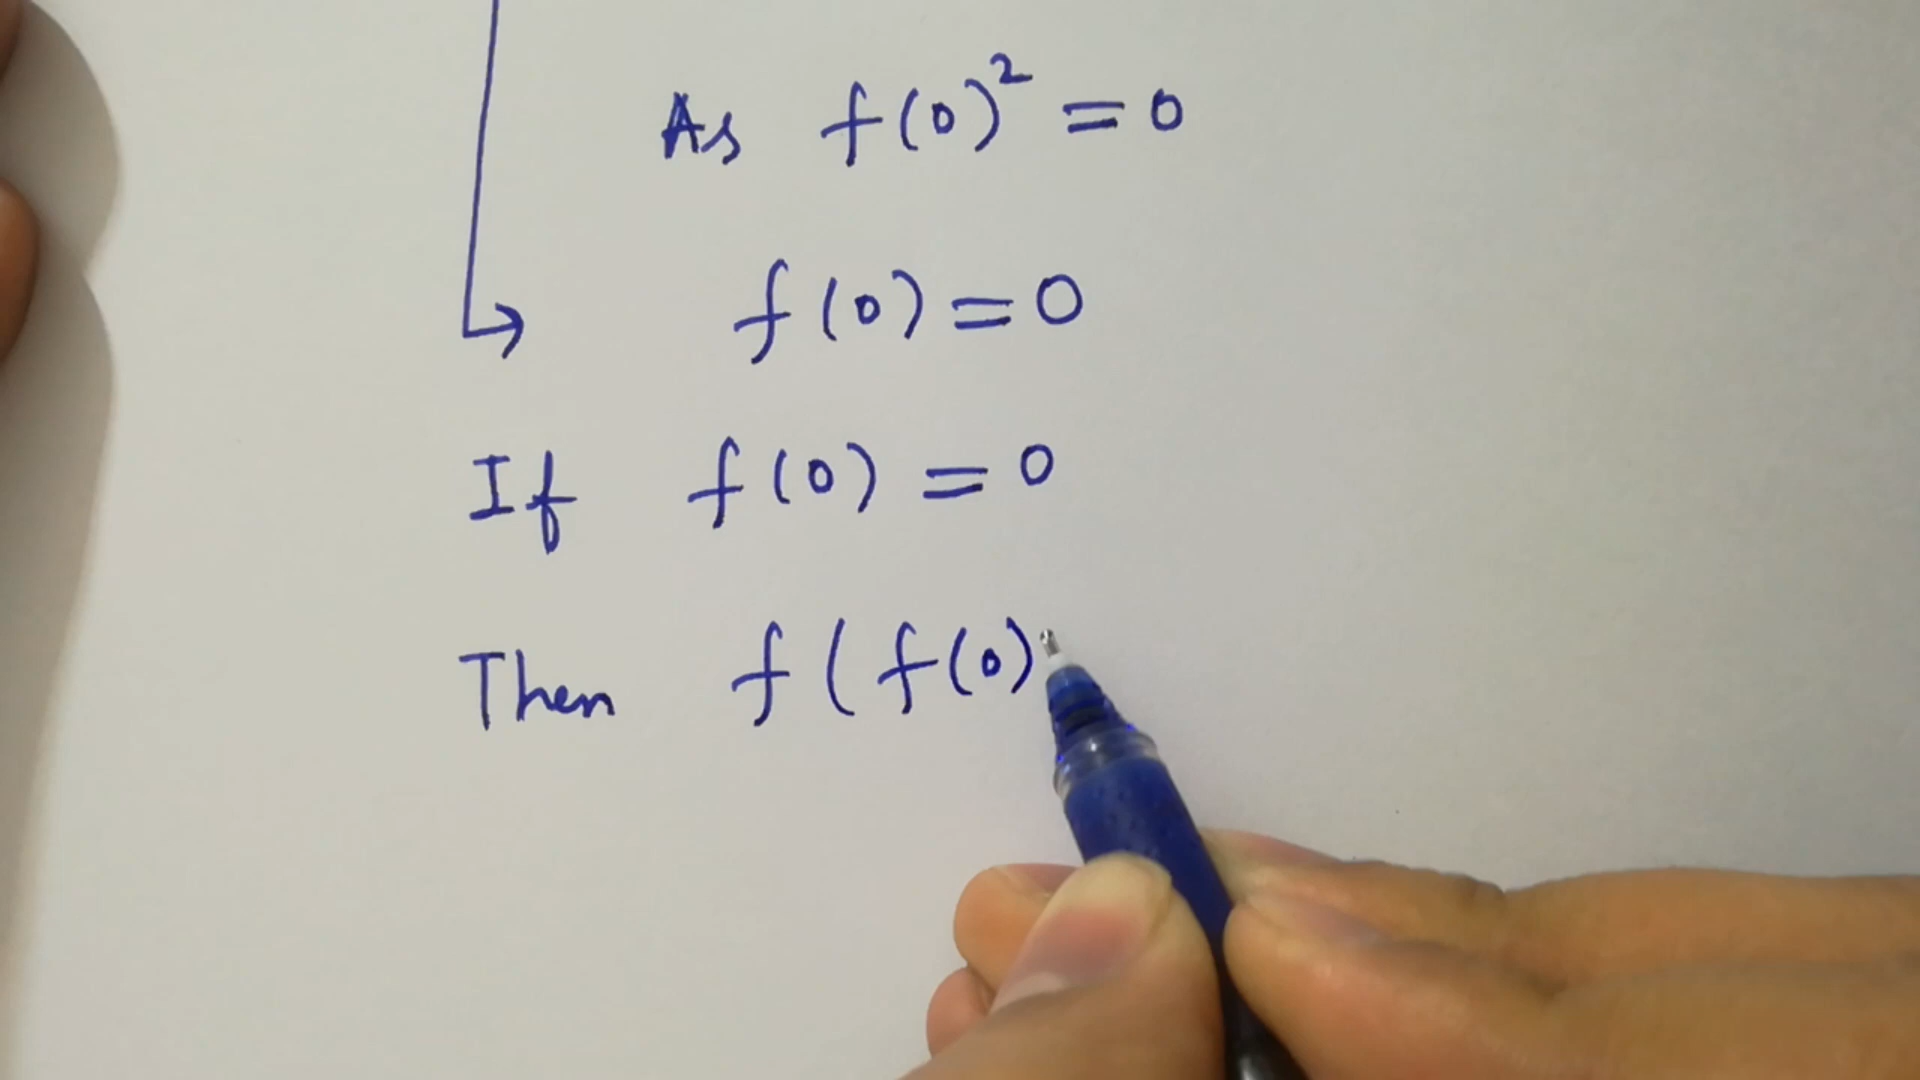 As f(0)² = 0
f(0) = 0
If f(0) = 0
Then f(f(0)